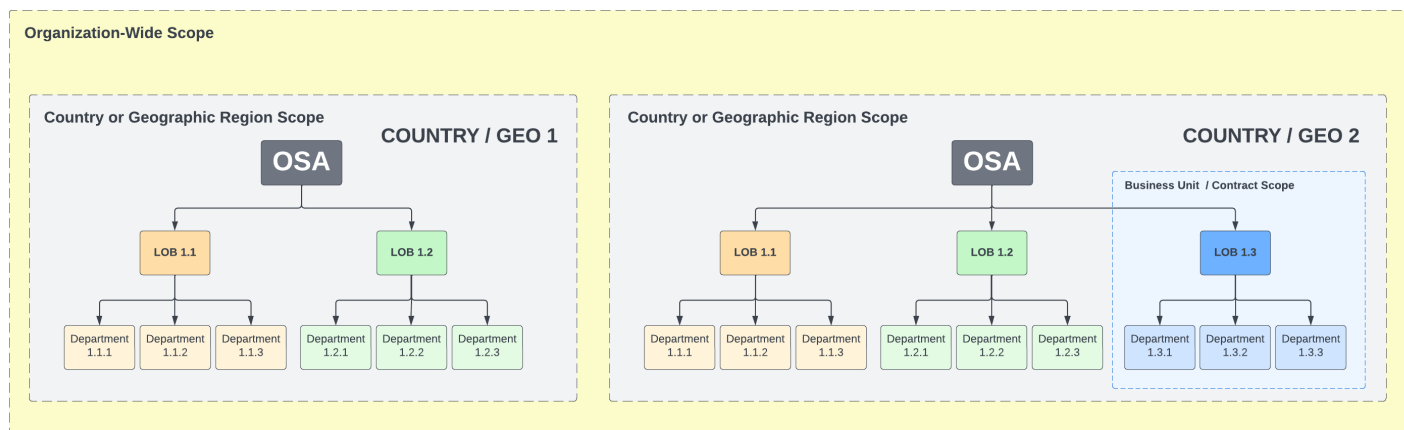 Organization-Wide Scope
Country or Geographic Region Scope
COUNTRY / GEO 1
OSA
LOB 1.1
LOB 1.2
Department
1.1.1
Department
1.1.2
Department
1.1.3
Department
1.2.1
Department
1.2.2
Department
1.2.3
Country or Geographic Region Scope
COUNTRY / GEO 2
OSA
Business Unit / Contract Scope
LOB 1.1
LOB 1.2
LOB 1.3
Department
1.1.1
Department
1.1.2
Department
1.1.3
Department
1.2.1
Department
1.2.2
Department
1.2.3
Department
1.3.1
Department
1.3.2
Department
1.3.3